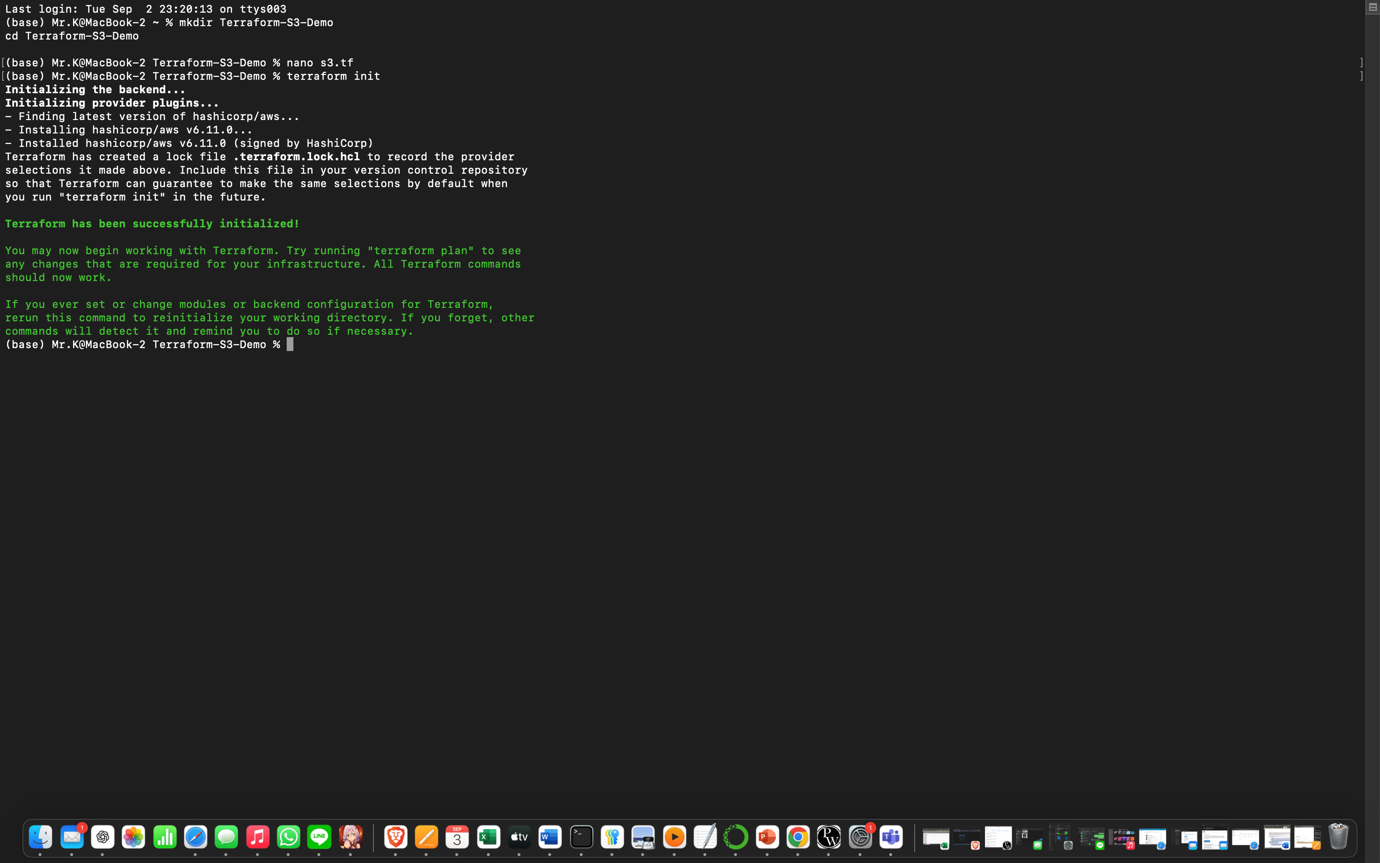 Last login: Tue Sep  2 23:20:13 on ttys003
(base) Mr.K@MacBook-2 ~ % mkdir Terraform-S3-Demo
cd Terraform-S3-Demo
[(base) Mr.K@MacBook-2 Terraform-S3-Demo % nano s3.tf ]
[(base) Mr.K@MacBook-2 Terraform-S3-Demo % terraform init ]
Initializing the backend...
Initializing provider plugins...
- Finding latest version of hashicorp/aws...
- Installing hashicorp/aws v6.11.0...
- Installed hashicorp/aws v6.11.0 (signed by HashiCorp)
Terraform has created a lock file .terraform.lock.hcl to record the provider
selections it made above. Include this file in your version control repository
so that Terraform can guarantee to make the same selections by default when
you run "terraform init" in the future.
Terraform has been successfully initialized!
You may now begin working with Terraform. Try running "terraform plan" to see
any changes that are required for your infrastructure. All Terraform commands
should now work.
If you ever set or change modules or backend configuration for Terraform,
rerun this command to reinitialize your working directory. If you forget, other
commands will detect it and remind you to do so if necessary.
(base) Mr.K@MacBook-2 Terraform-S3-Demo %
1
LINE
SEP
3
X
tv
W
>_
P
PW
1